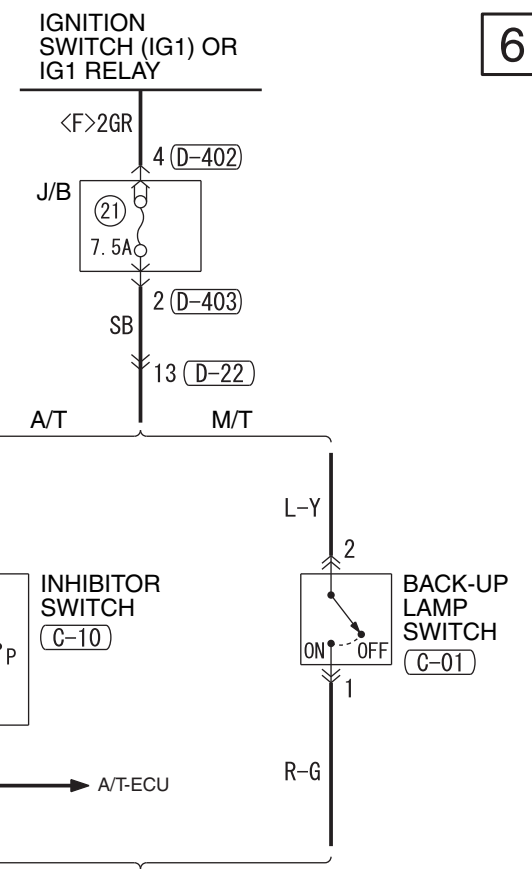 IGNITION
SWITCH (IG1) OR
IG1 RELAY
6
<F>2GR
4 D-402
J/B
21
7.5A
2 D-403
SB
13 D-22
A/T
M/T
L-Y
2
INHIBITOR
SWITCH
C-10
P
BACK-UP
LAMP
SWITCH
C-01
ON
OFF
1
R-G
A/T-ECU